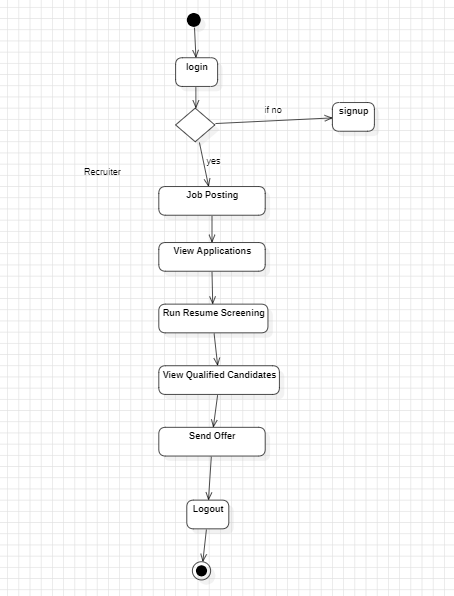 login
if no
signup
yes
Recruiter
Job Posting
View Applications
Run Resume Screening
View Qualified Candidates
Send Offer
Logout